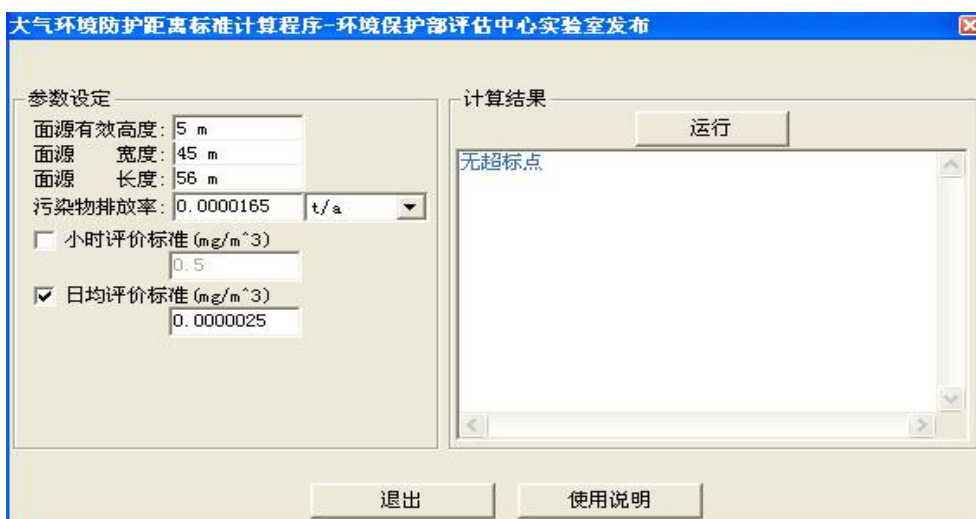 大气环境防护距离标准计算程序-环境保护部评估中心实验室发布
参数设定
面源有效高度: 5 m
面源 宽度: 45 m
面源 长度: 56 m
污染物排放率: 0.0000165 t/a
小时评价标准(mg/m^3)
0.5
日均评价标准(mg/m^3)
0.0000025
计算结果
运行
无超标点
退出 使用说明